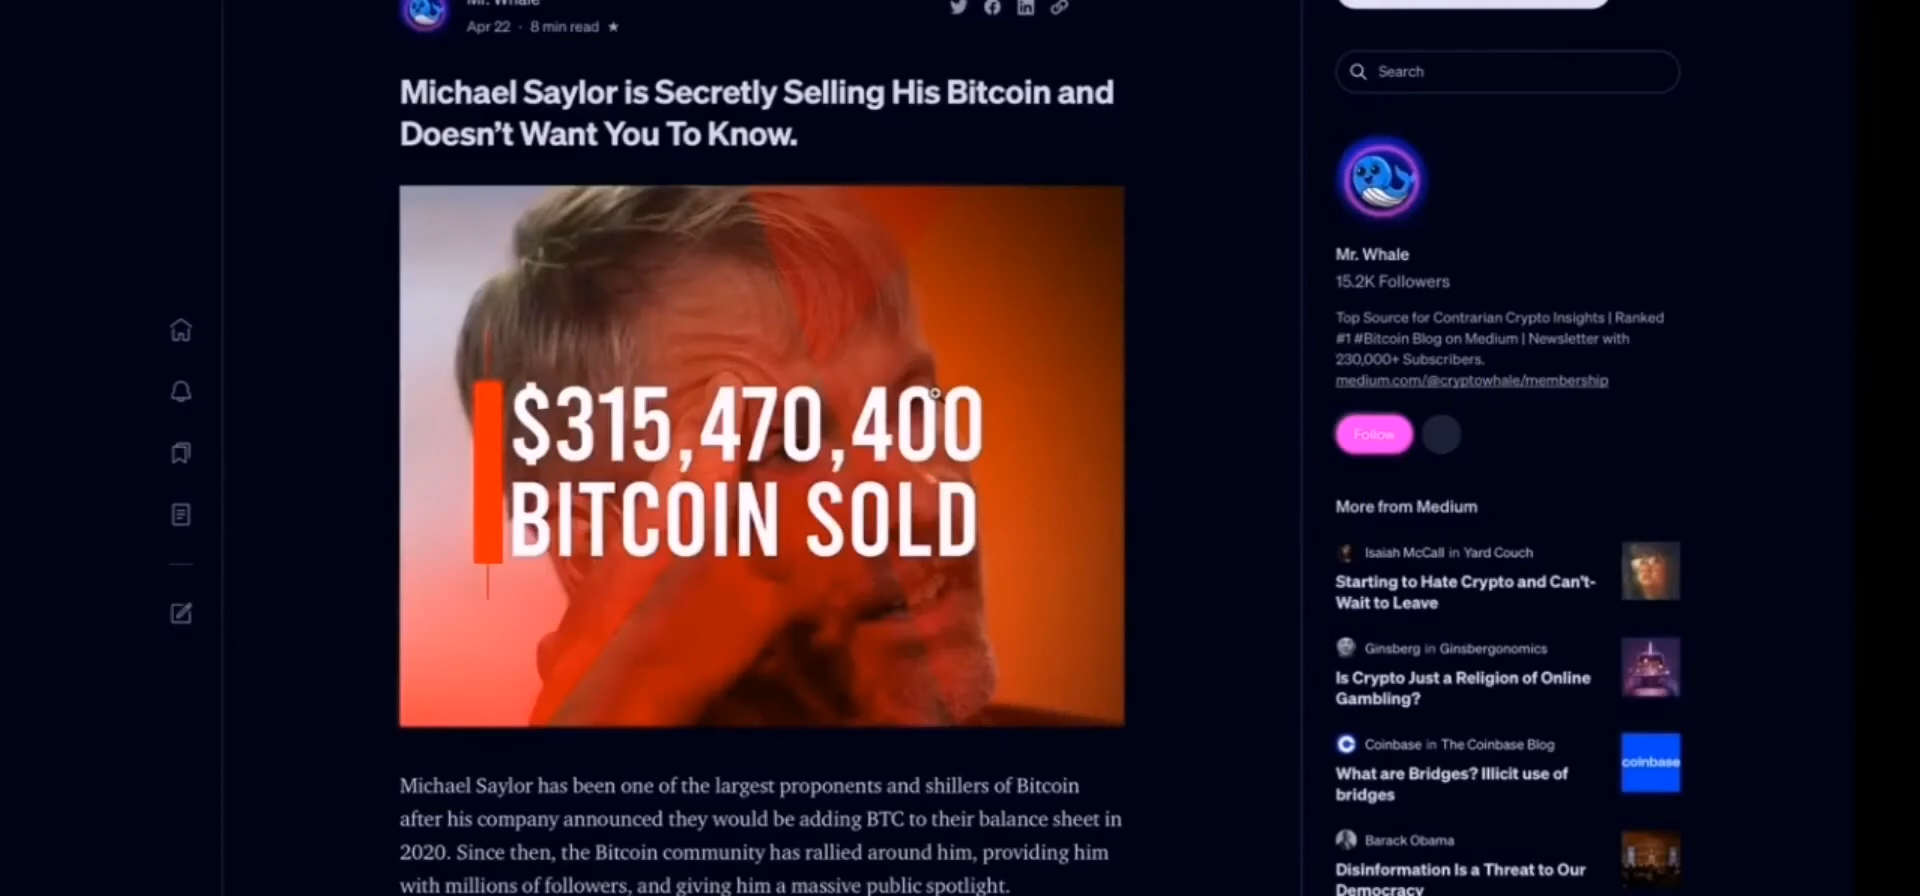 Mr. Whale
Apr 22 · 8 min read ★
Michael Saylor is Secretly Selling His Bitcoin and
Doesn't Want You To Know.
$315,470,400
BITCOIN SOLD
Michael Saylor has been one of the largest proponents and shillers of Bitcoin
after his company announced they would be adding BTC to their balance sheet in
2020. Since then, the Bitcoin community has rallied around him, providing him
with millions of followers, and giving him a massive public spotlight.
Search
Mr. Whale
15.2K Followers
Top Source for Contrarian Crypto Insights | Ranked
#1 #Bitcoin Blog on Medium | Newsletter with
230,000+ Subscribers.
medium.com/@cryptowhale/membership
Follow
More from Medium
Isaiah McCall in Yard Couch
Starting to Hate Crypto and Can't-
Wait to Leave
Ginsberg in Ginsbergonomics
Is Crypto Just a Religion of Online
Gambling?
Coinbase in The Coinbase Blog
What are Bridges? Illicit use of
bridges
coinbase
Barack Obama
Disinformation Is a Threat to Our
Democracy